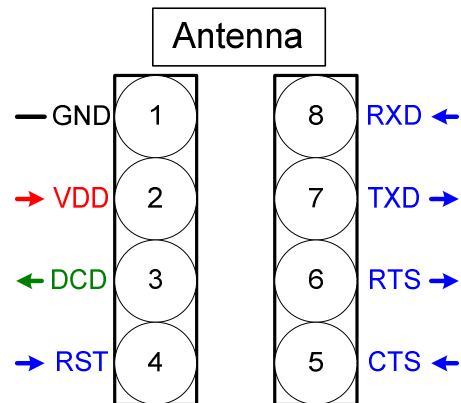 Antenna
GND 1 8 RXD
VDD 2 7 TXD
DCD 3 6 RTS
RST 4 5 CTS